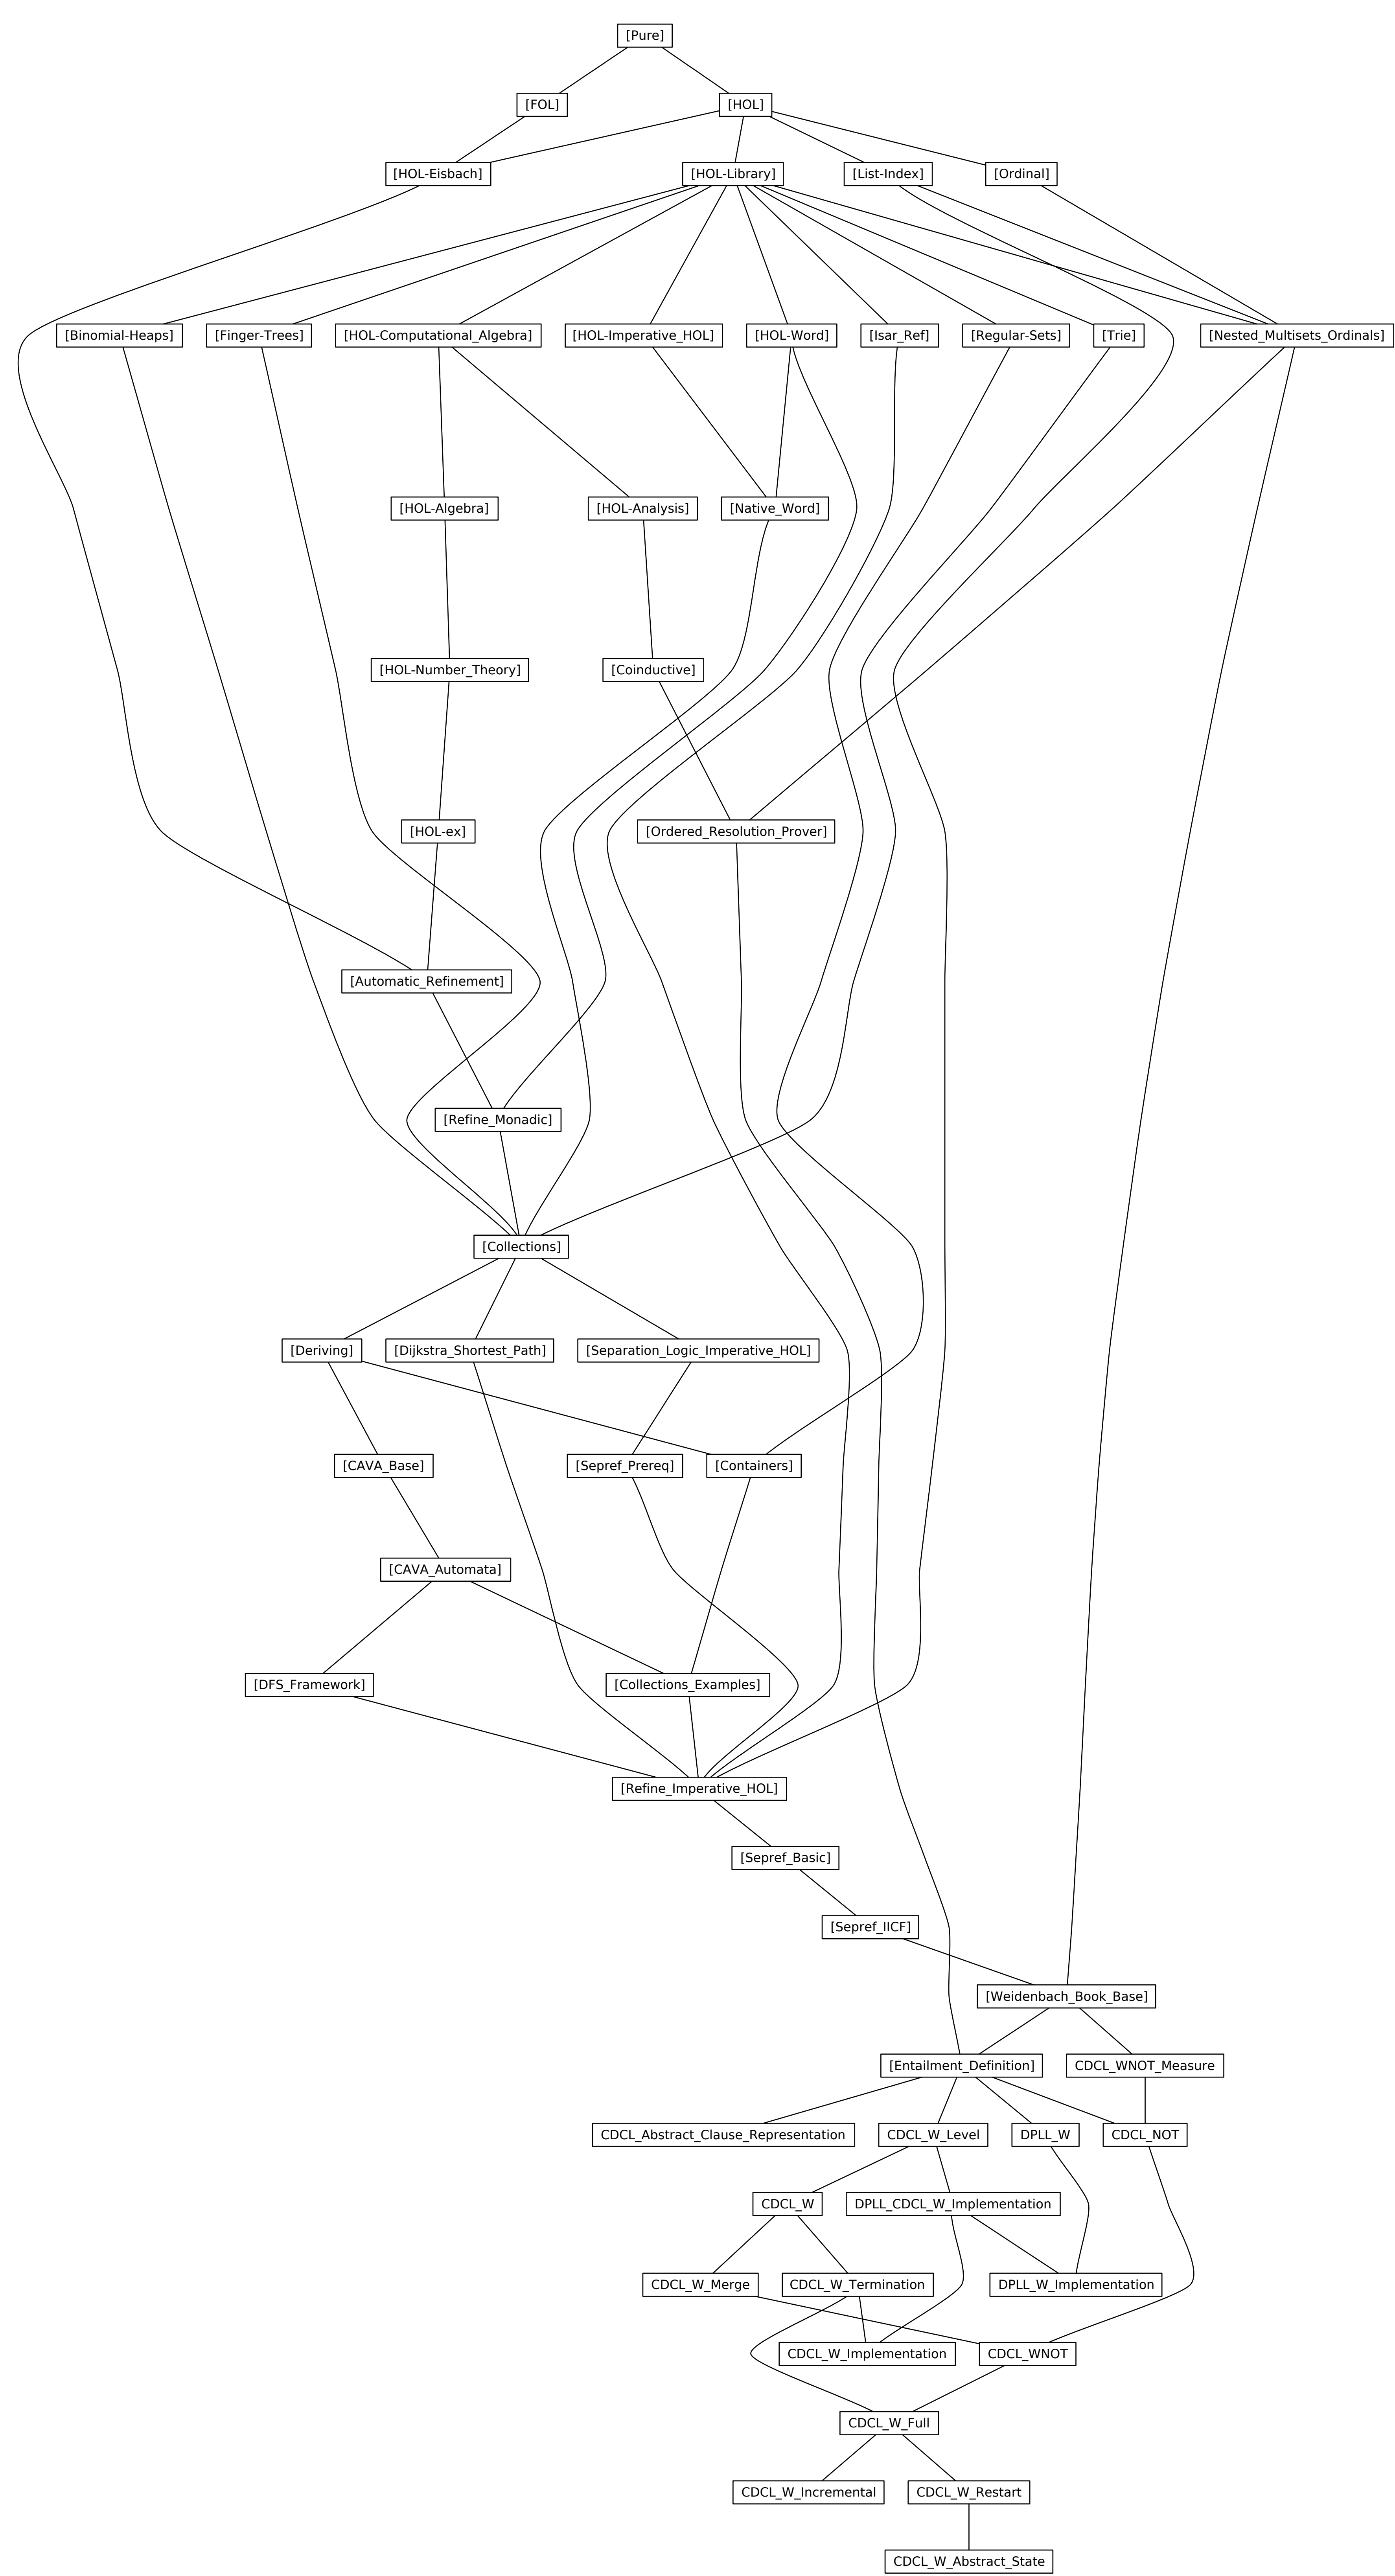 [Pure]
[FOL]
[HOL]
[HOL-Eisbach]
[HOL-Library]
[List-Index]
[Ordinal]
[Binomial-Heaps]
[Finger-Trees]
[HOL-Computational_Algebra]
[HOL-Imperative_HOL]
[HOL-Word]
[Isar_Ref]
[Regular-Sets]
[Trie]
[Nested_Multisets_Ordinals]
[HOL-Algebra]
[HOL-Analysis]
[Native_Word]
[HOL-Number_Theory]
[Coinductive]
[HOL-ex]
[Ordered_Resolution_Prover]
[Automatic_Refinement]
[Refine_Monadic]
[Collections]
[Deriving]
[Dijkstra_Shortest_Path]
[Separation_Logic_Imperative_HOL]
[CAVA_Base]
[Sepref_Prereq]
[Containers]
[CAVA_Automata]
[DFS_Framework]
[Collections_Examples]
[Refine_Imperative_HOL]
[Sepref_Basic]
[Sepref_IICF]
[Weidenbach_Book_Base]
[Entailment_Definition]
CDCL_WNOT_Measure
CDCL_Abstract_Clause_Representation
CDCL_W_Level
DPLL_W
CDCL_NOT
CDCL_W
DPLL_CDCL_W_Implementation
CDCL_W_Merge
CDCL_W_Termination
DPLL_W_Implementation
CDCL_W_Implementation
CDCL_WNOT
CDCL_W_Full
CDCL_W_Incremental
CDCL_W_Restart
CDCL_W_Abstract_State